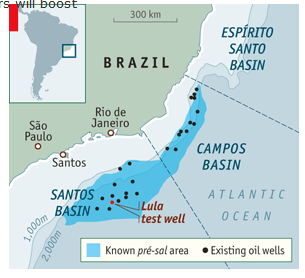 rs will boost
300 km
ESPÍRITO
SANTO
BASIN
BRAZIL
Rio de
Janeiro
São
Paulo
Santos
CAMPOS
BASIN
SANTOS
BASIN
Lula
test well
ATLANTIC
OCEAN
1,000m
2,000m
Known pré-sal area
Existing oil wells